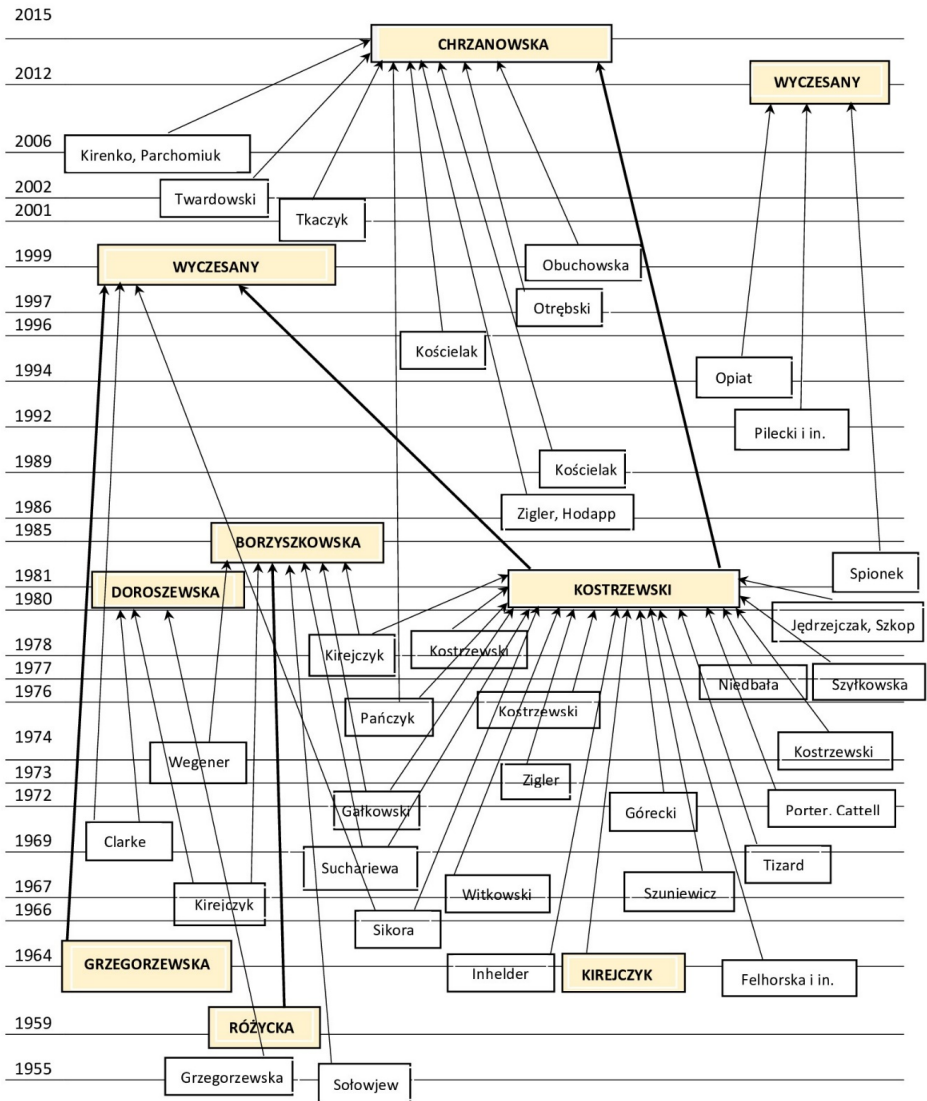 2015
CHRZANOWSKA
2012
WYCZESANY
2006
Kirenko, Parchomiuk
2002
Twardowski
2001
Tkaczyk
1999
WYCZESANY
Obuchowska
1997
Otrębski
1996
Kościelak
1994
Opiat
1992
Pilecki i in.
1989
Kościelak
1986
Zigler, Hodapp
1985
BORZYSZKOWSKA
Spionek
1981
DOROSZEWSKA
KOSTRZEWSKI
1980
Jędrzejczak, Szkop
1978
Kirejczyk
Kostrzewski
1977
Niedbała
Szyłkowska
1976
Pańczyk
Kostrzewski
1974
Wegener
Kostrzewski
1973
Zigler
1972
Gałkowski
Górecki
Porter, Cattell
1969
Clarke
Suchariewa
Tizard
1967
Kirejczyk
Witkowski
Szuniewicz
1966
Sikora
1964
GRZEGORZEWSKA
Inhelder
KIREJCZYK
Felhorska i in.
1959
RÓŻYCKA
1955
Grzegorzewska
Sołowjew